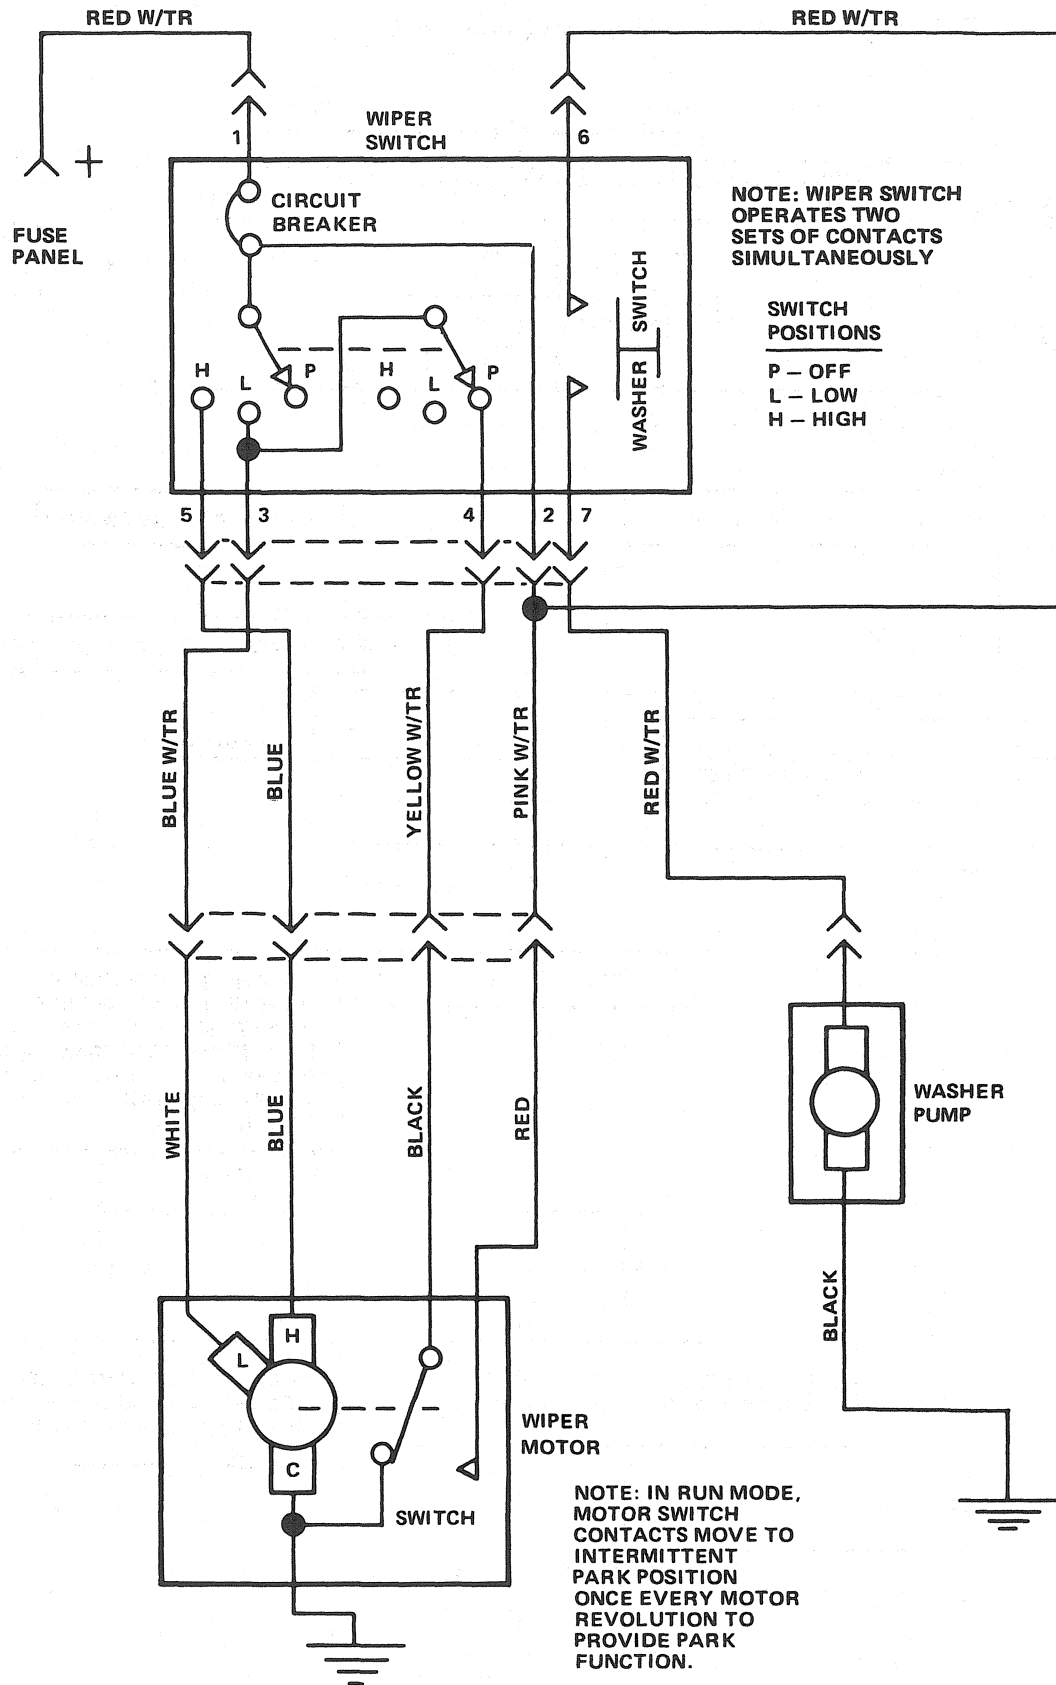 RED W/TR
RED W/TR
WIPER
SWITCH
1
6
+
FUSE
PANEL
CIRCUIT
BREAKER
NOTE: WIPER SWITCH
OPERATES TWO
SETS OF CONTACTS
SIMULTANEOUSLY
WASHER SWITCH
SWITCH
POSITIONS
P – OFF
L – LOW
H – HIGH
H
L
P
H
L
P
5
3
4
2
7
BLUE W/TR
BLUE
YELLOW W/TR
PINK W/TR
RED W/TR
WHITE
BLUE
BLACK
RED
WASHER
PUMP
BLACK
H
L
C
SWITCH
WIPER
MOTOR
NOTE: IN RUN MODE,
MOTOR SWITCH
CONTACTS MOVE TO
INTERMITTENT
PARK POSITION
ONCE EVERY MOTOR
REVOLUTION TO
PROVIDE PARK
FUNCTION.